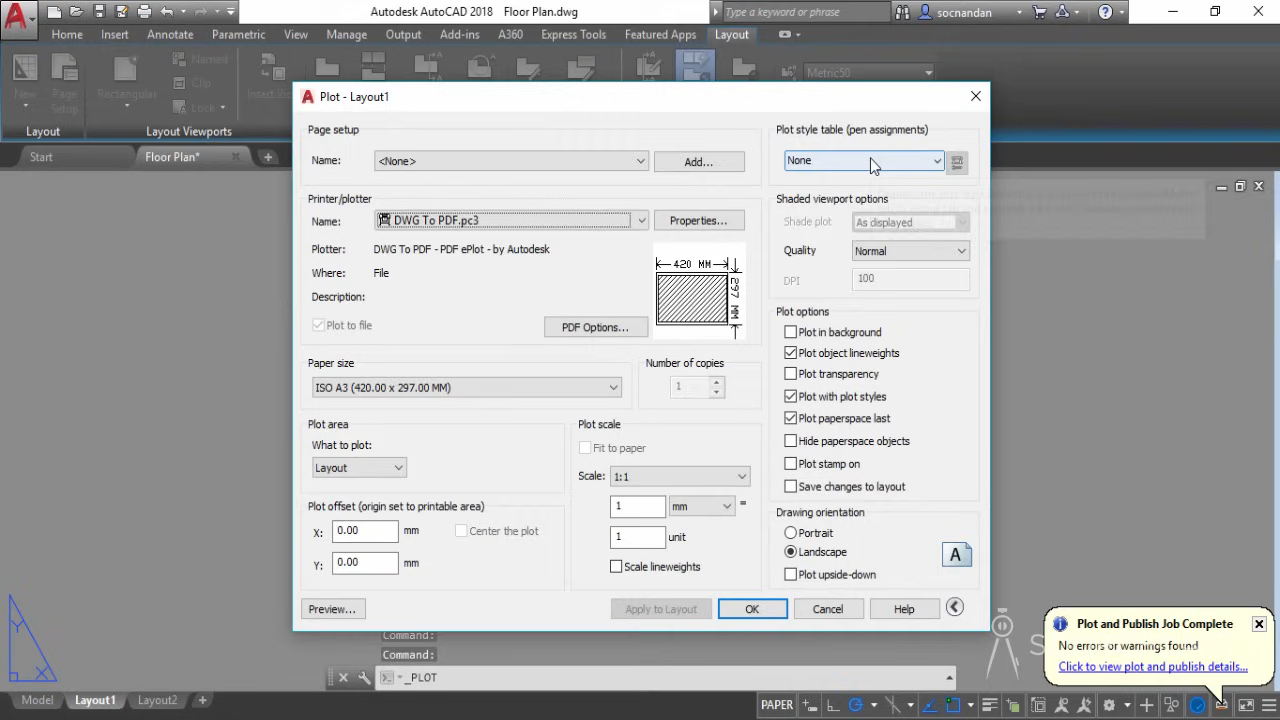 Autodesk AutoCAD 2018 Floor Plan.dwg
Type a keyword or phrase
socnandan
Home Insert Annotate Parametric View Manage Output Add-ins A360 Express Tools Featured Apps Layout
New
Page
Setup
Rectangular
Named
Clip
Lock
Insert
Metric50
Layout
Layout Viewports
Start
Floor Plan*
Plot - Layout1
Page setup
Name: <None>
Add...
Printer/plotter
Name: DWG To PDF.pc3
Properties...
Plotter: DWG To PDF - PDF ePlot - by Autodesk
Where: File
Description:
Plot to file
PDF Options...
420 MM
297 MM
Paper size
ISO A3 (420.00 x 297.00 MM)
Number of copies
1
Plot area
What to plot:
Layout
Plot offset (origin set to printable area)
X: 0.00 mm
Center the plot
Y: 0.00 mm
Plot scale
Fit to paper
Scale: 1:1
1 mm =
1 unit
Scale lineweights
Plot style table (pen assignments)
None
Shaded viewport options
Shade plot As displayed
Quality Normal
DPI 100
Plot options
Plot in background
Plot object lineweights
Plot transparency
Plot with plot styles
Plot paperspace last
Hide paperspace objects
Plot stamp on
Save changes to layout
Drawing orientation
Portrait
Landscape
Plot upside-down
A
Preview...
Apply to Layout
OK
Cancel
Help
Command:
Command:
_PLOT
Y
X
Plot and Publish Job Complete
No errors or warnings found
Click to view plot and publish details...
Model Layout1 Layout2
PAPER